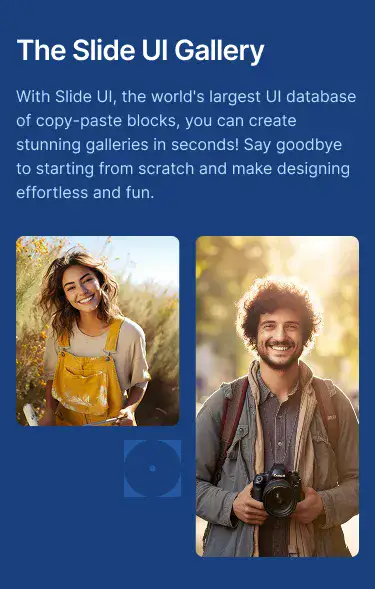 The Slide UI Gallery
With Slide UI, the world's largest UI database
of copy-paste blocks, you can create
stunning galleries in seconds! Say goodbye
to starting from scratch and make designing
effortless and fun.
Canon